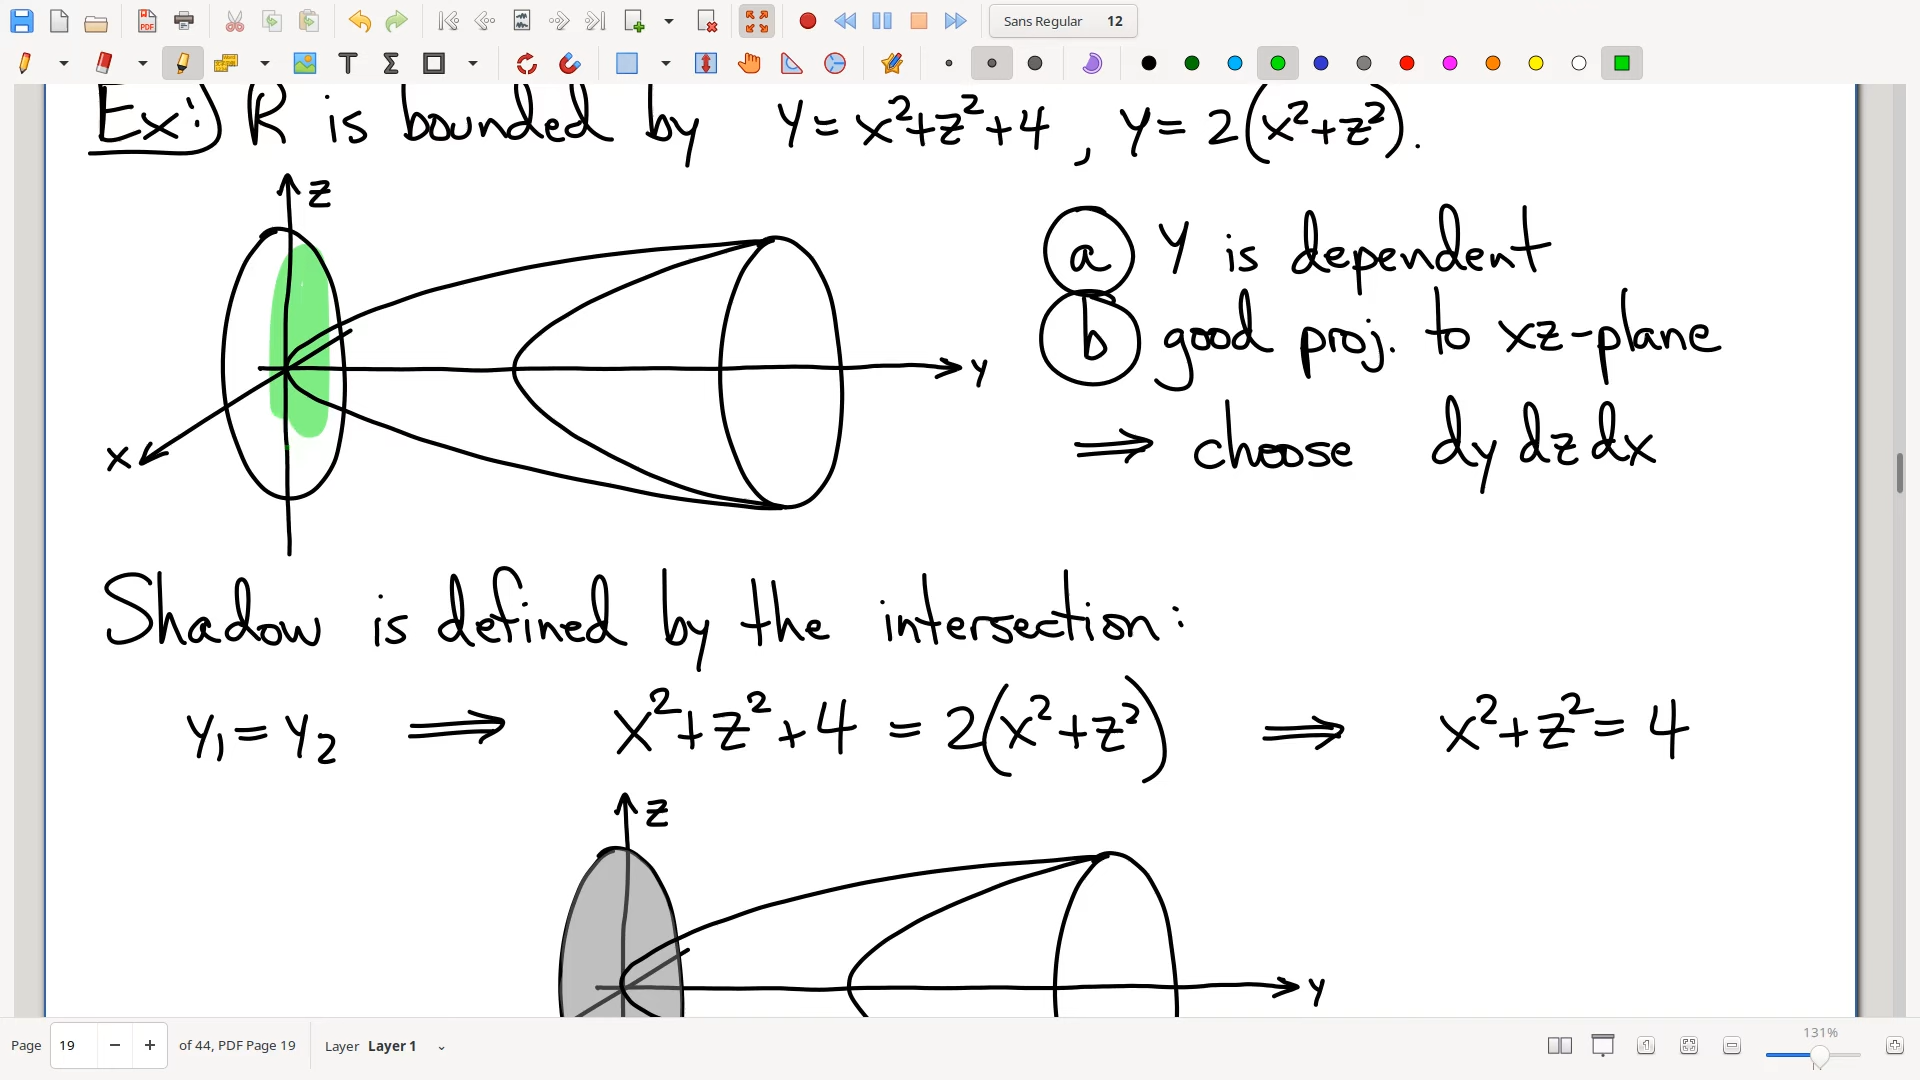 Sans Regular 12
Ex:) R is bounded by y = x²+z²+4 , y = 2(x²+z²).
z
y
x
(a) y is dependent
(b) good proj. to xz-plane
⟹ choose dy dz dx
Shadow is defined by the intersection:
y₁ = y₂ ⟹ x²+z²+4 = 2(x²+z²) ⟹ x²+z² = 4
z
y
Page 19 − + of 44, PDF Page 19 Layer Layer 1 131%